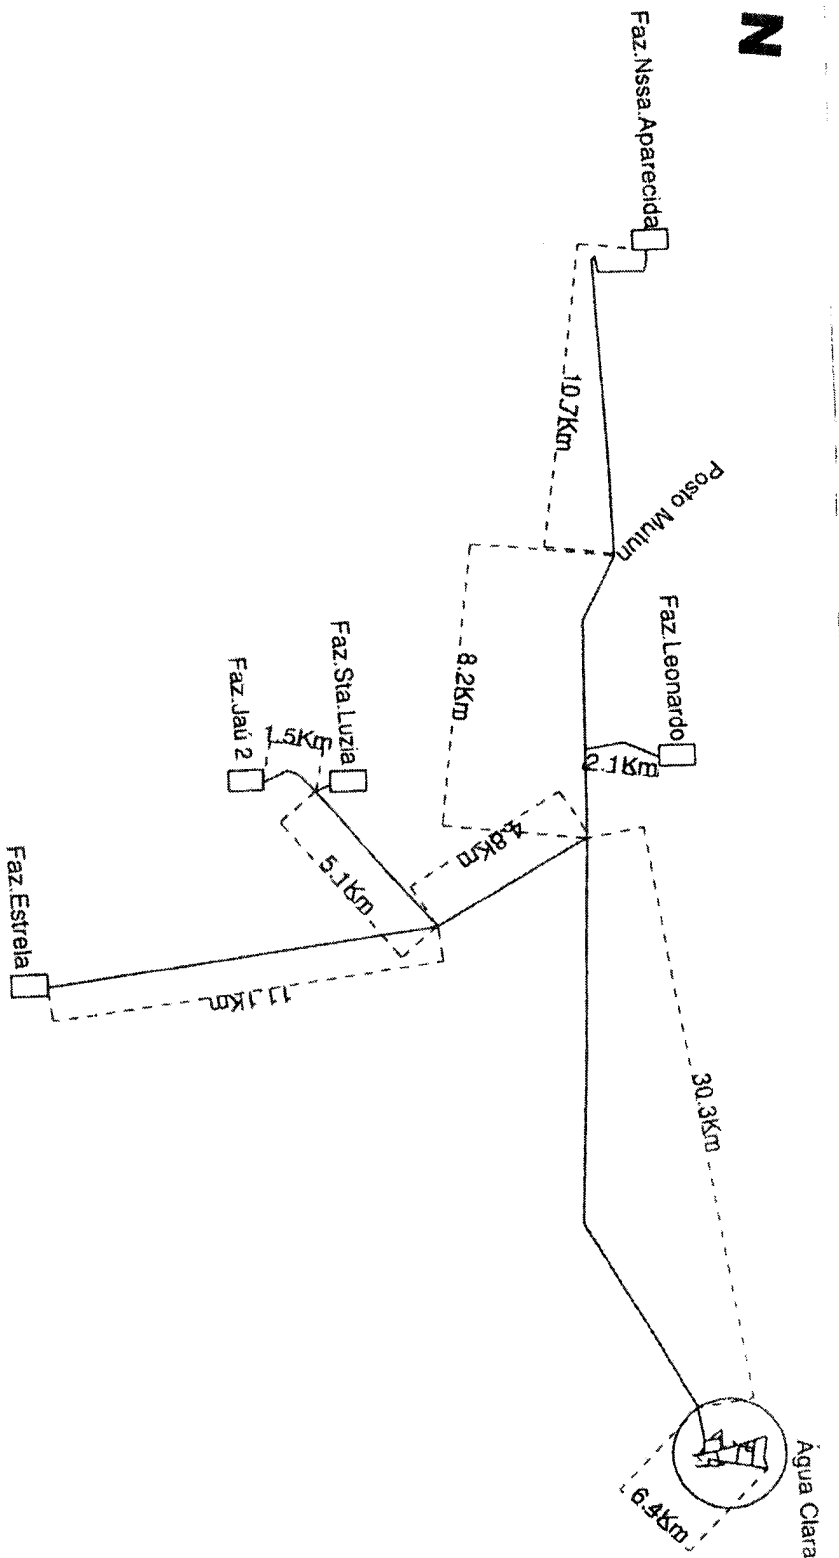 N
Faz.Nssa.Aparecida
10.7Km
Posto Mutun
8.2Km
Faz.Leonardo
2.1Km
Faz.Sta.Luzia
1.5Km
Faz.Jaú 2
4.8Km
5.1Km
Faz.Estrela
11.1Km
30.3Km
Água Clara
6.4Km